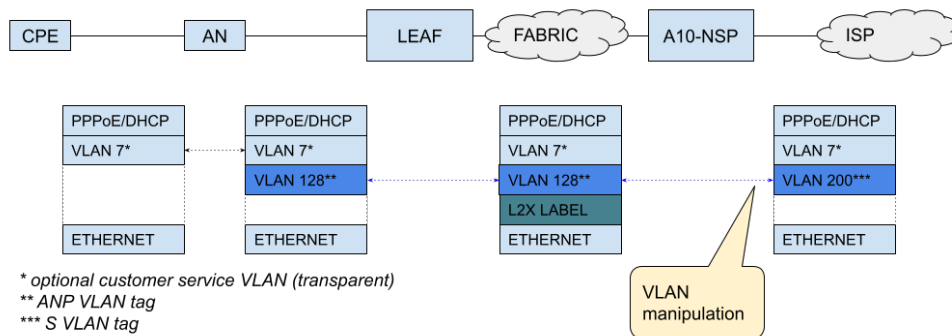 CPE
AN
LEAF
FABRIC
A10-NSP
ISP
PPPoE/DHCP
PPPoE/DHCP
PPPoE/DHCP
PPPoE/DHCP
VLAN 7*
VLAN 7*
VLAN 7*
VLAN 7*
VLAN 128**
VLAN 128**
VLAN 200***
L2X LABEL
ETHERNET
ETHERNET
ETHERNET
ETHERNET
* optional customer service VLAN (transparent)
** ANP VLAN tag
*** S VLAN tag
VLAN
manipulation